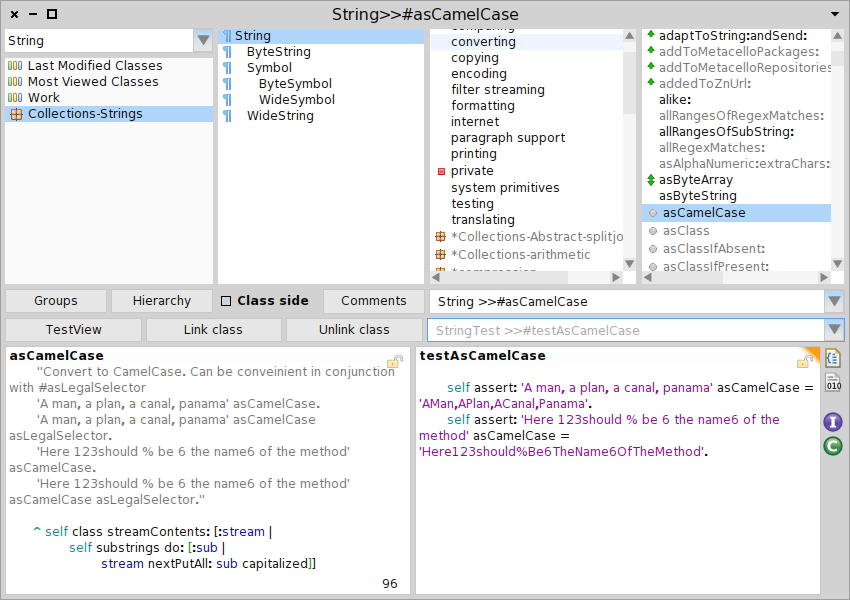 String>>#asCamelCase
String
Last Modified Classes
Most Viewed Classes
Work
Collections-Strings
String
ByteString
Symbol
ByteSymbol
WideSymbol
WideString
converting
copying
encoding
filter streaming
formatting
internet
paragraph support
printing
private
system primitives
testing
translating
*Collections-Abstract-splitjo
*Collections-arithmetic
adaptToString:andSend:
addToMetacelloPackages:
addToMetacelloRepositories
addedToZnUrl:
alike:
allRangesOfRegexMatches:
allRangesOfSubString:
allRegexMatches:
asAlphaNumeric:extraChars:
asByteArray
asByteString
asCamelCase
asClass
asClassIfAbsent:
asClassIfPresent:
Groups
Hierarchy
Class side
Comments
String >>#asCamelCase
TestView
Link class
Unlink class
StringTest >>#testAsCamelCase
asCamelCase
"Convert to CamelCase. Can be conveinient in conjunction
with #asLegalSelector
'A man, a plan, a canal, panama' asCamelCase.
'A man, a plan, a canal, panama' asCamelCase
asLegalSelector.
'Here 123should % be 6 the name6 of the method'
asCamelCase.
'Here 123should % be 6 the name6 of the method'
asCamelCase asLegalSelector."
^ self class streamContents: [:stream |
self substrings do: [:sub |
stream nextPutAll: sub capitalized]]
96
testAsCamelCase
self assert: 'A man, a plan, a canal, panama' asCamelCase =
'AMan,APlan,ACanal,Panama'.
self assert: 'Here 123should % be 6 the name6 of the
method' asCamelCase =
'Here123should%Be6TheName6OfTheMethod'.
010
I
C